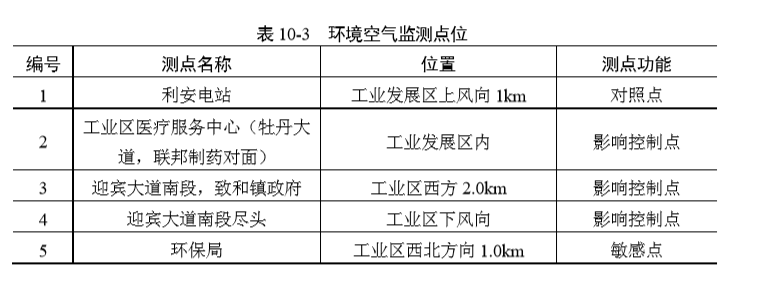 表 10-3 环境空气监测点位
编号 测点名称 位置 测点功能
1 利安电站 工业发展区上风向 1km 对照点
2 工业区医疗服务中心（牡丹大
道，联邦制药对面） 工业发展区内 影响控制点
3 迎宾大道南段，致和镇政府 工业区西方 2.0km 影响控制点
4 迎宾大道南段尽头 工业区下风向 影响控制点
5 环保局 工业区西北方向 1.0km 敏感点